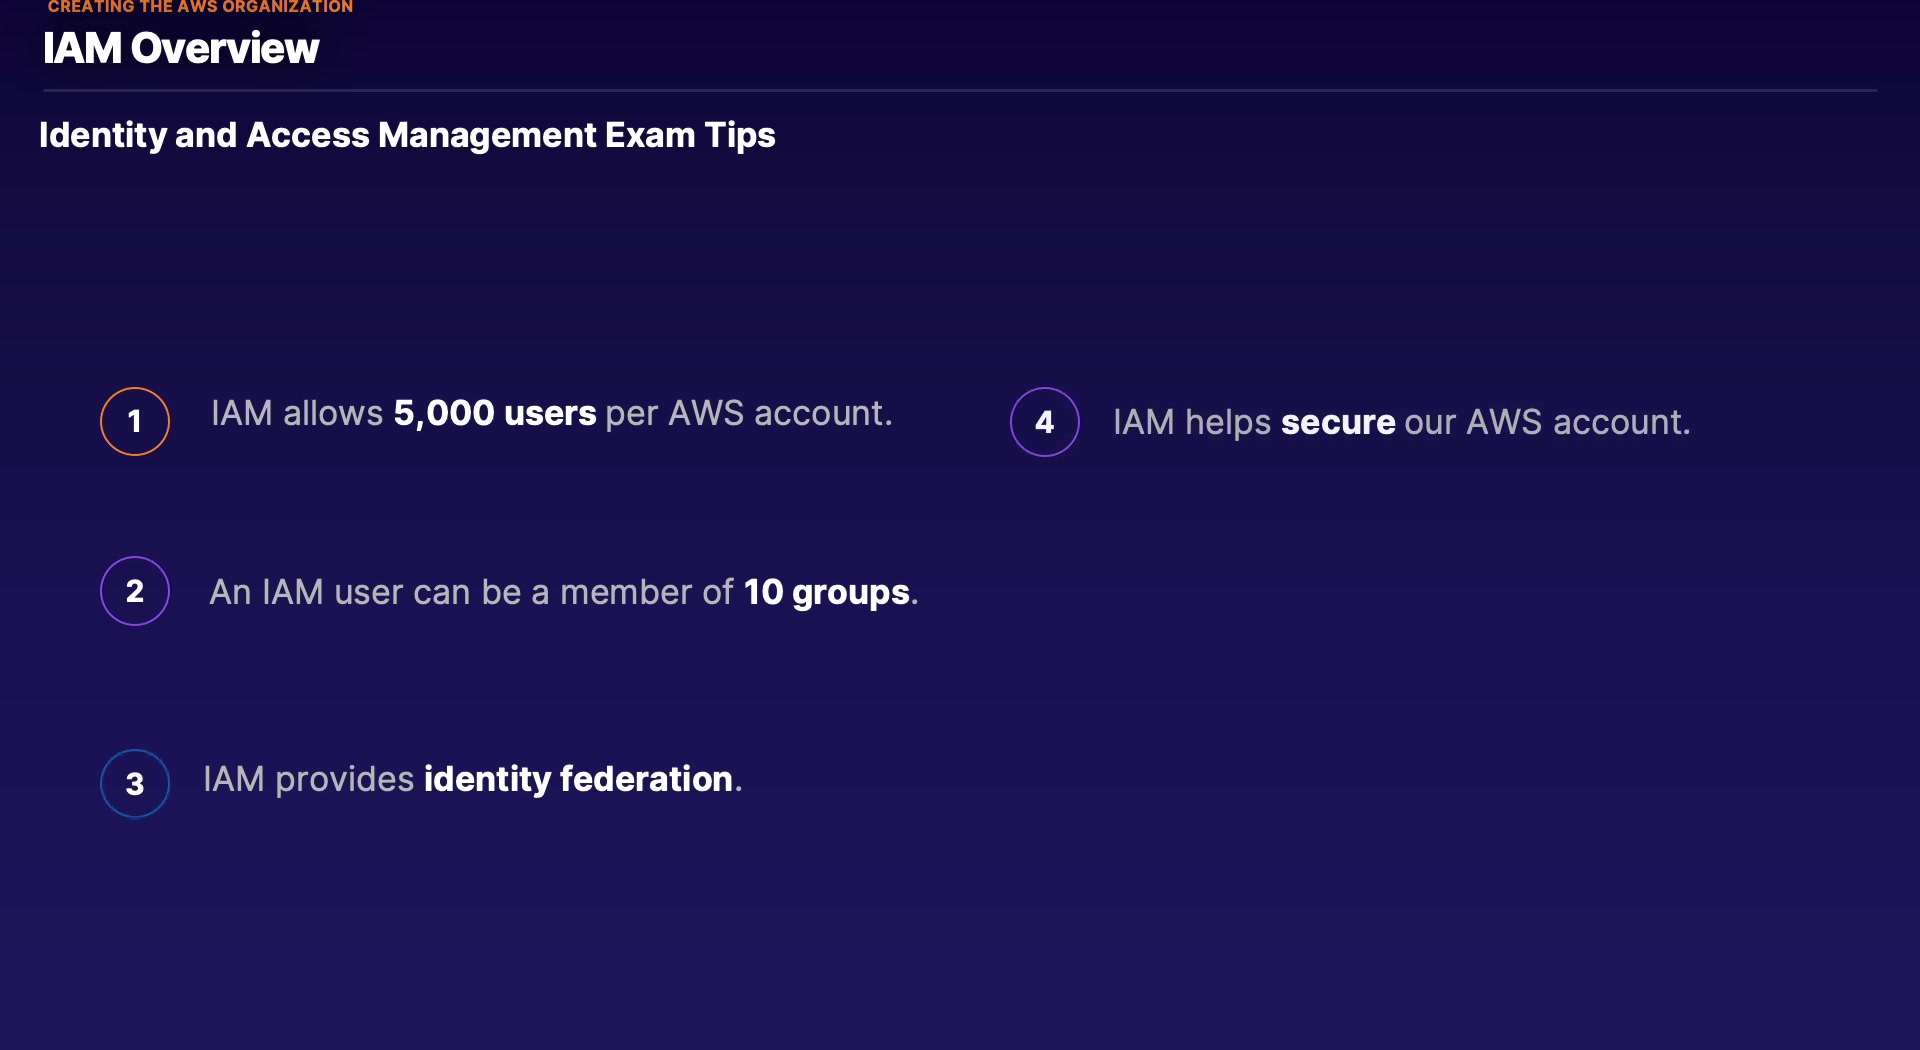 CREATING THE AWS ORGANIZATION
IAM Overview
Identity and Access Management Exam Tips
1 IAM allows 5,000 users per AWS account.
2 An IAM user can be a member of 10 groups.
3 IAM provides identity federation.
4 IAM helps secure our AWS account.